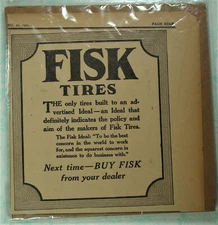 FISK
TIRES
THE only tires built to an ad-
vertised Ideal—an Ideal that
definitely indicates the policy and
aim of the makers of Fisk Tires.
The Fisk Ideal: "To be the best
concern in the world to work
for, and the squarest concern in
existence to do business with."
Next time—BUY FISK
from your dealer